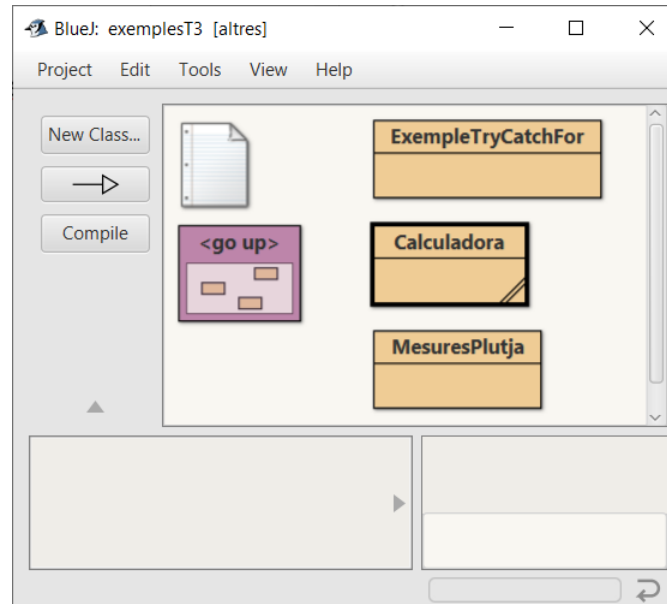 BlueJ: exemplesT3 [altres]
Project Edit Tools View Help
New Class...
Compile
<go up>
ExempleTryCatchFor
Calculadora
MesuresPlutja